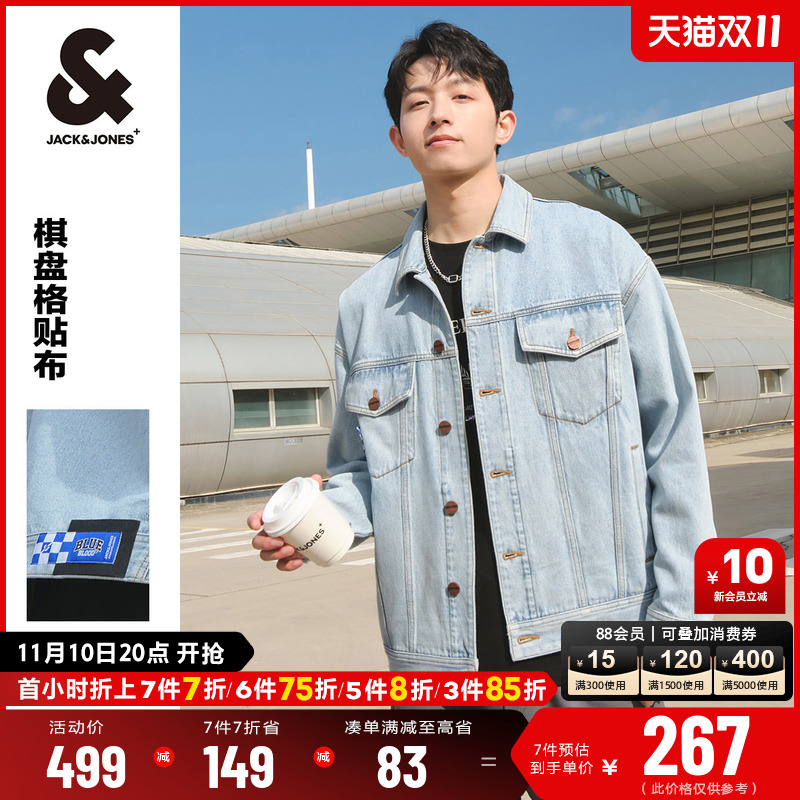 天猫双11
&
JACK&JONES+
棋盘格贴布
BLUE
BLOOD
&JONES+
¥10
新会员立减
88会员 | 可叠加消费券
¥15
满300使用
¥120
满1500使用
¥400
满5000使用
11月10日20点 开抢
首小时折上7件7折/6件75折/5件8折/3件85折
活动价
499
减
7件7折省
149
减
凑单满减至高省
83
=
7件预估
到手单价
¥267
(此价格仅供参考)